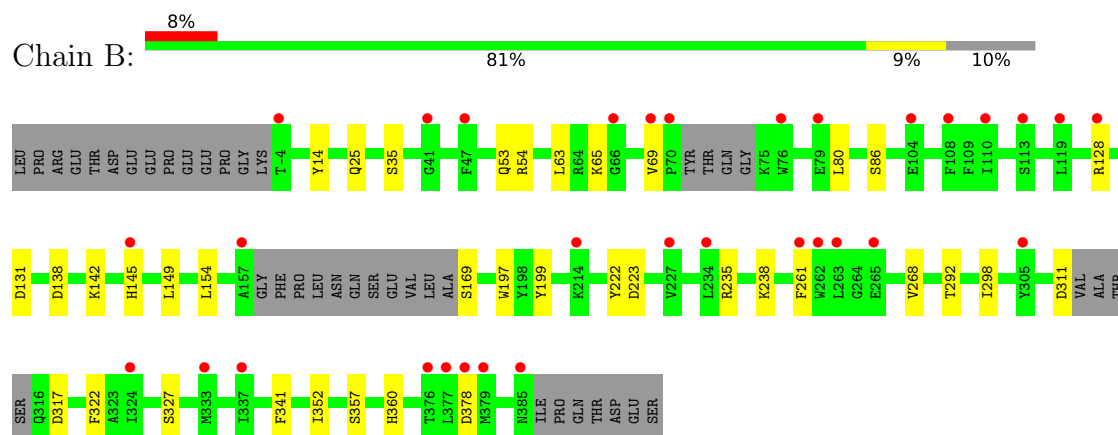 8%
Chain B:
81% 9% 10%
LEU PRO ARG GLU THR ASP GLU GLU PRO GLU GLU PRO GLY LYS T-4 Y14 Q25 S35 G41 F47 Q53 R54 L63 R64 K65 G66 V69 P70 TYR THR GLN GLY K75 W76 E79 L80 S86 E104 F108 F109 I110 S113 L119 R128
D131 D138 K142 H145 L149 L154 A157 GLY PHE PRO LEU ASN GLN SER GLU VAL LEU ALA S169 W197 Y198 Y199 K214 Y222 D223 V227 L234 R235 K238 F261 W262 L263 G264 E265 V268 T292 I298 Y305 D311 VAL ALA THR
SER Q316 D317 F322 A323 I324 S327 M333 I337 F341 I352 S357 H360 T376 L377 D378 M379 N385 ILE PRO GLN THR ASP GLU SER